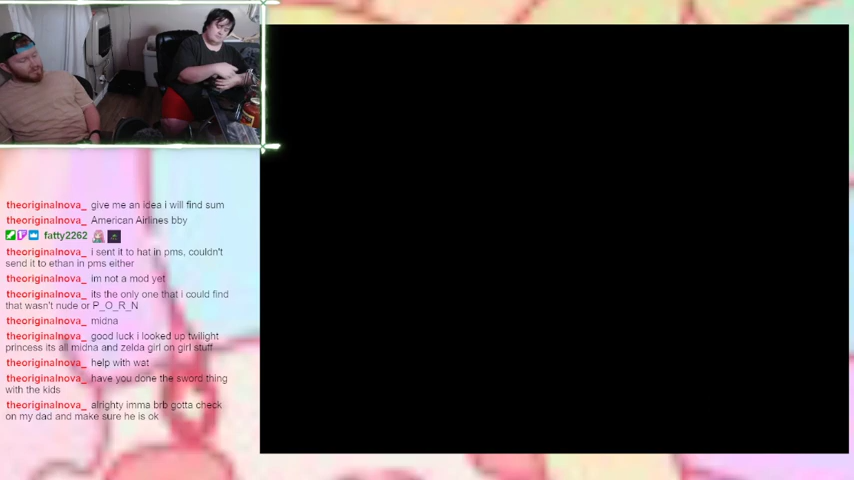 theoriginalnova_ give me an idea i will find sum
theoriginalnova_ American Airlines bby
fatty2262
theoriginalnova_ i sent it to hat in pms, couldn't
send it to ethan in pms either
theoriginalnova_ im not a mod yet
theoriginalnova_ its the only one that i could find
that wasn't nude or P_O_R_N
theoriginalnova_ midna
theoriginalnova_ good luck i looked up twilight
princess its all midna and zelda girl on girl stuff
theoriginalnova_ help with wat
theoriginalnova_ have you done the sword thing
with the kids
theoriginalnova_ alrighty imma brb gotta check
on my dad and make sure he is ok